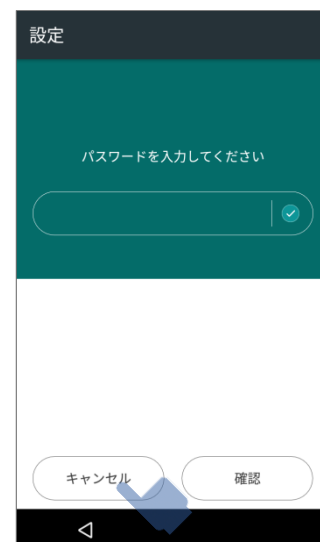 設定
パスワードを入力してください
キャンセル
確認